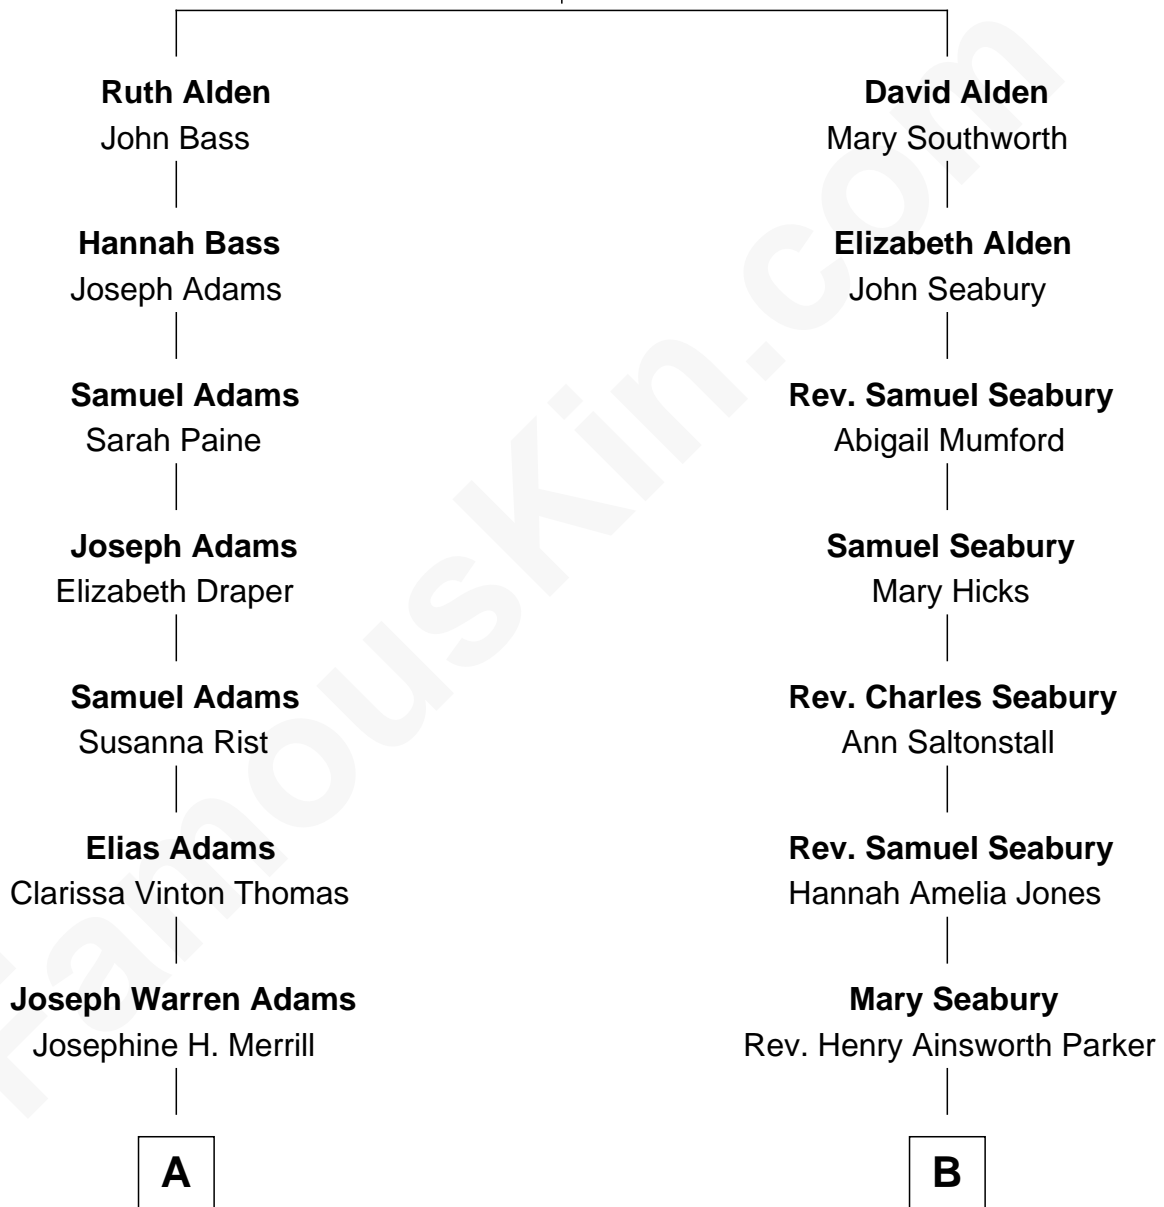 Ruth Alden
John Bass
David Alden
Mary Southworth
Hannah Bass
Joseph Adams
Elizabeth Alden
John Seabury
Samuel Adams
Sarah Paine
Rev. Samuel Seabury
Abigail Mumford
Joseph Adams
Elizabeth Draper
Samuel Seabury
Mary Hicks
Samuel Adams
Susanna Rist
Rev. Charles Seabury
Ann Saltonstall
Elias Adams
Clarissa Vinton Thomas
Rev. Samuel Seabury
Hannah Amelia Jones
Joseph Warren Adams
Josephine H. Merrill
Mary Seabury
Rev. Henry Ainsworth Parker
A
B
FamousKin.com